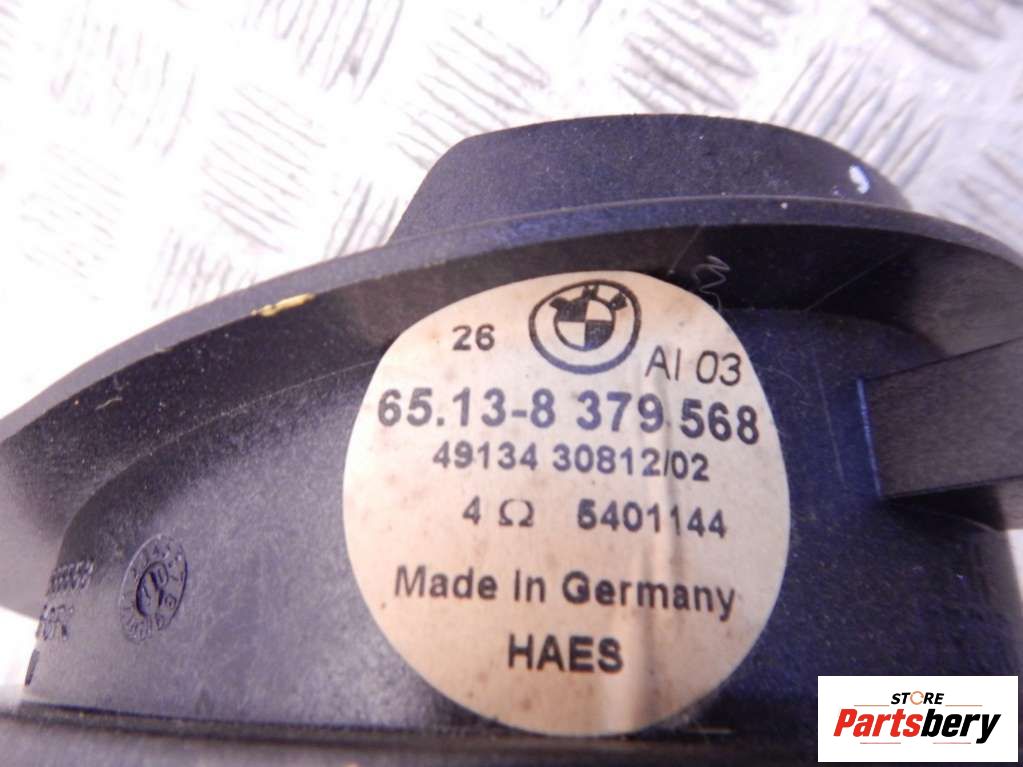 26
AI 03
65.13-8 379 568
49134 30812/02
4 Ω 5401144
Made In Germany
HAES
STORE
Partsbery